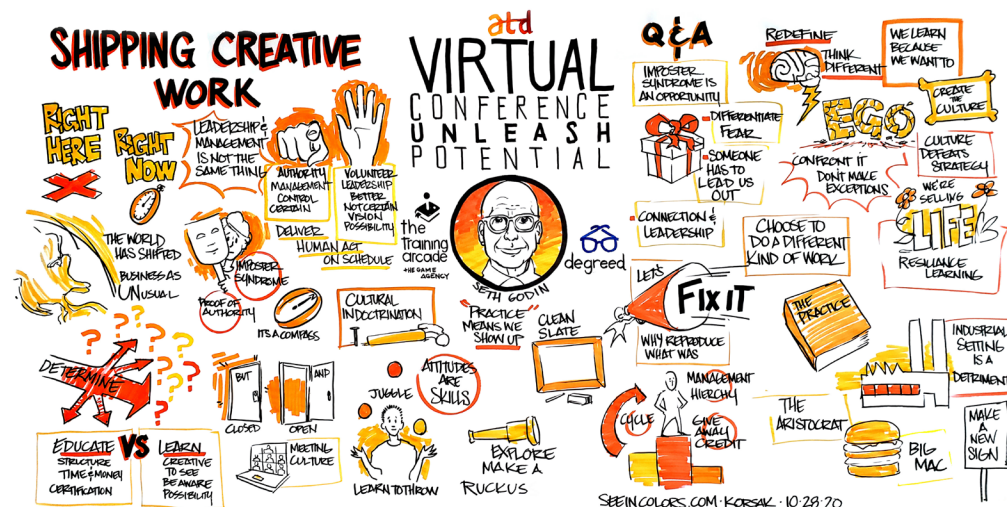 SHIPPING CREATIVE
WORK
RIGHT
HERE
RIGHT
NOW
LEADERSHIP &
MANAGEMENT
IS NOT THE
SAME THING
AUTHORITY
MANAGEMENT
CONTROL
CERTAIN
VOLUNTEER
LEADERSHIP
BETTER
NOT CERTAIN
VISION
POSSIBILITY
DELIVER
HUMAN ACT
ON SCHEDULE
THE WORLD
HAS SHIFTED
BUSINESS AS
UNUSUAL
IMPOSTER
SYNDROME
PROOF OF
AUTHORITY
IT'S A COMPASS
CULTURAL
INDOCTRINATION
? ? ? ? ? ? ? ?
DETERMINE
BUT
CLOSED
AND
OPEN
JUGGLE
ATTITUDES
ARE
SKILLS
EDUCATE
STRUCTURE
TIME & MONEY
CERTIFICATION
VS
LEARN
CREATIVE
TO SEE
BE AWARE
POSSIBILITY
MEETING
CULTURE
LEARN TO THROW
EXPLORE
MAKE A
RUCKUS
atd
VIRTUAL
CONFERENCE
UNLEASH
POTENTIAL
the
training
arcade
THE GAME
AGENCY
degreed
SETH GODIN
"PRACTICE"
MEANS WE
SHOW UP
CLEAN
SLATE
Q & A
IMPOSTER
SYNDROME IS
AN OPPORTUNITY
DIFFERENTIATE
FEAR
SOMEONE
HAS TO
LEAD US
OUT
CONNECTION &
LEADERSHIP
REDEFINE
THINK
DIFFERENT
WE LEARN
BECAUSE
WE WANT TO
EGO
CONFRONT IT
DON'T MAKE
EXCEPTIONS
CREATE
THE
CULTURE
CULTURE
DEFEATS
STRATEGY
WE'RE
SELLING
LIFE
RESILIANCE
LEARNING
CHOOSE TO
DO A DIFFERENT
KIND OF WORK
LET'S
FIX IT
WHY REPRODUCE
WHAT WAS
THE
PRACTICE
INDUSTRIAL
SETTING
IS A
DETRIMENT
CYCLE
MANAGEMENT
HIERCHY
GIVE
AWAY
CREDIT
THE
ARISTOCRAT
BIG
MAC
MAKE
A
NEW
SIGN
SEEINCOLORS.COM · KORSAK · 10·28·20